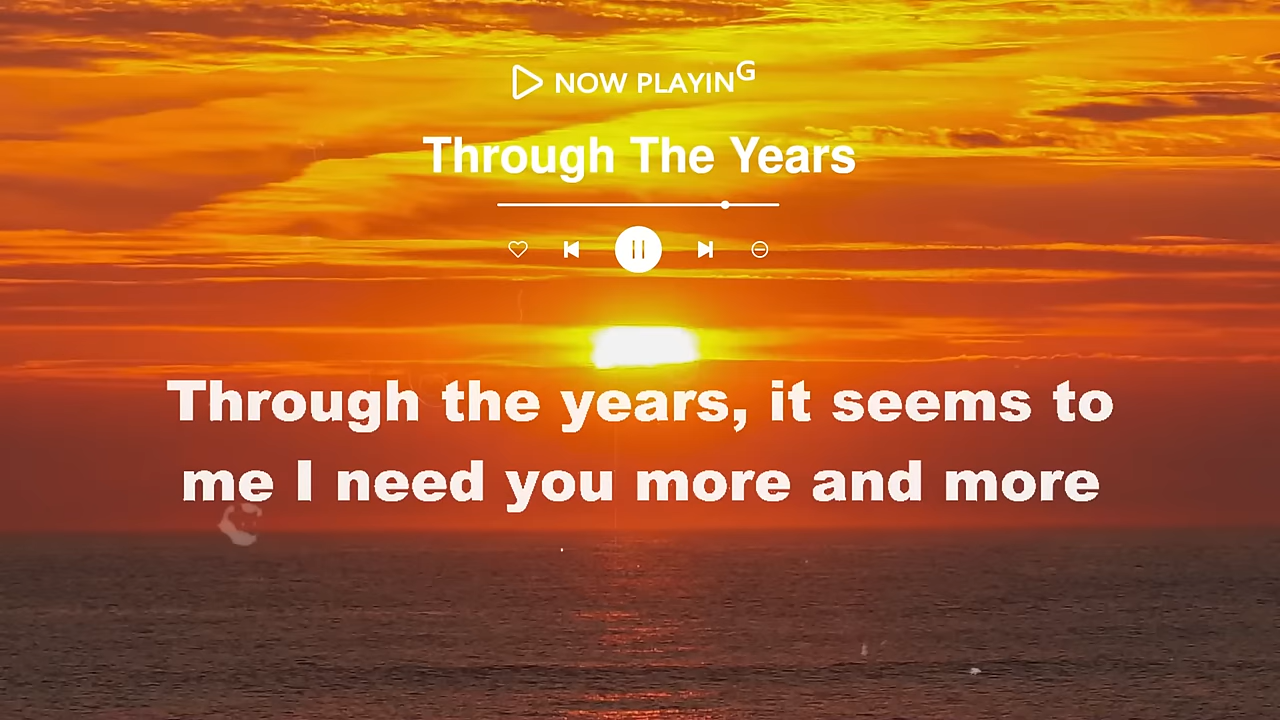 NOW PLAYING
Through The Years
Through the years, it seems to
me I need you more and more